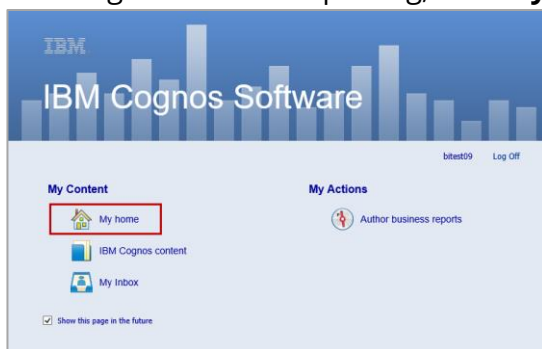 IBM
IBM Cognos Software
bitest09 Log Off
My Content
My Actions
My home
Author business reports
IBM Cognos content
My Inbox
Show this page in the future